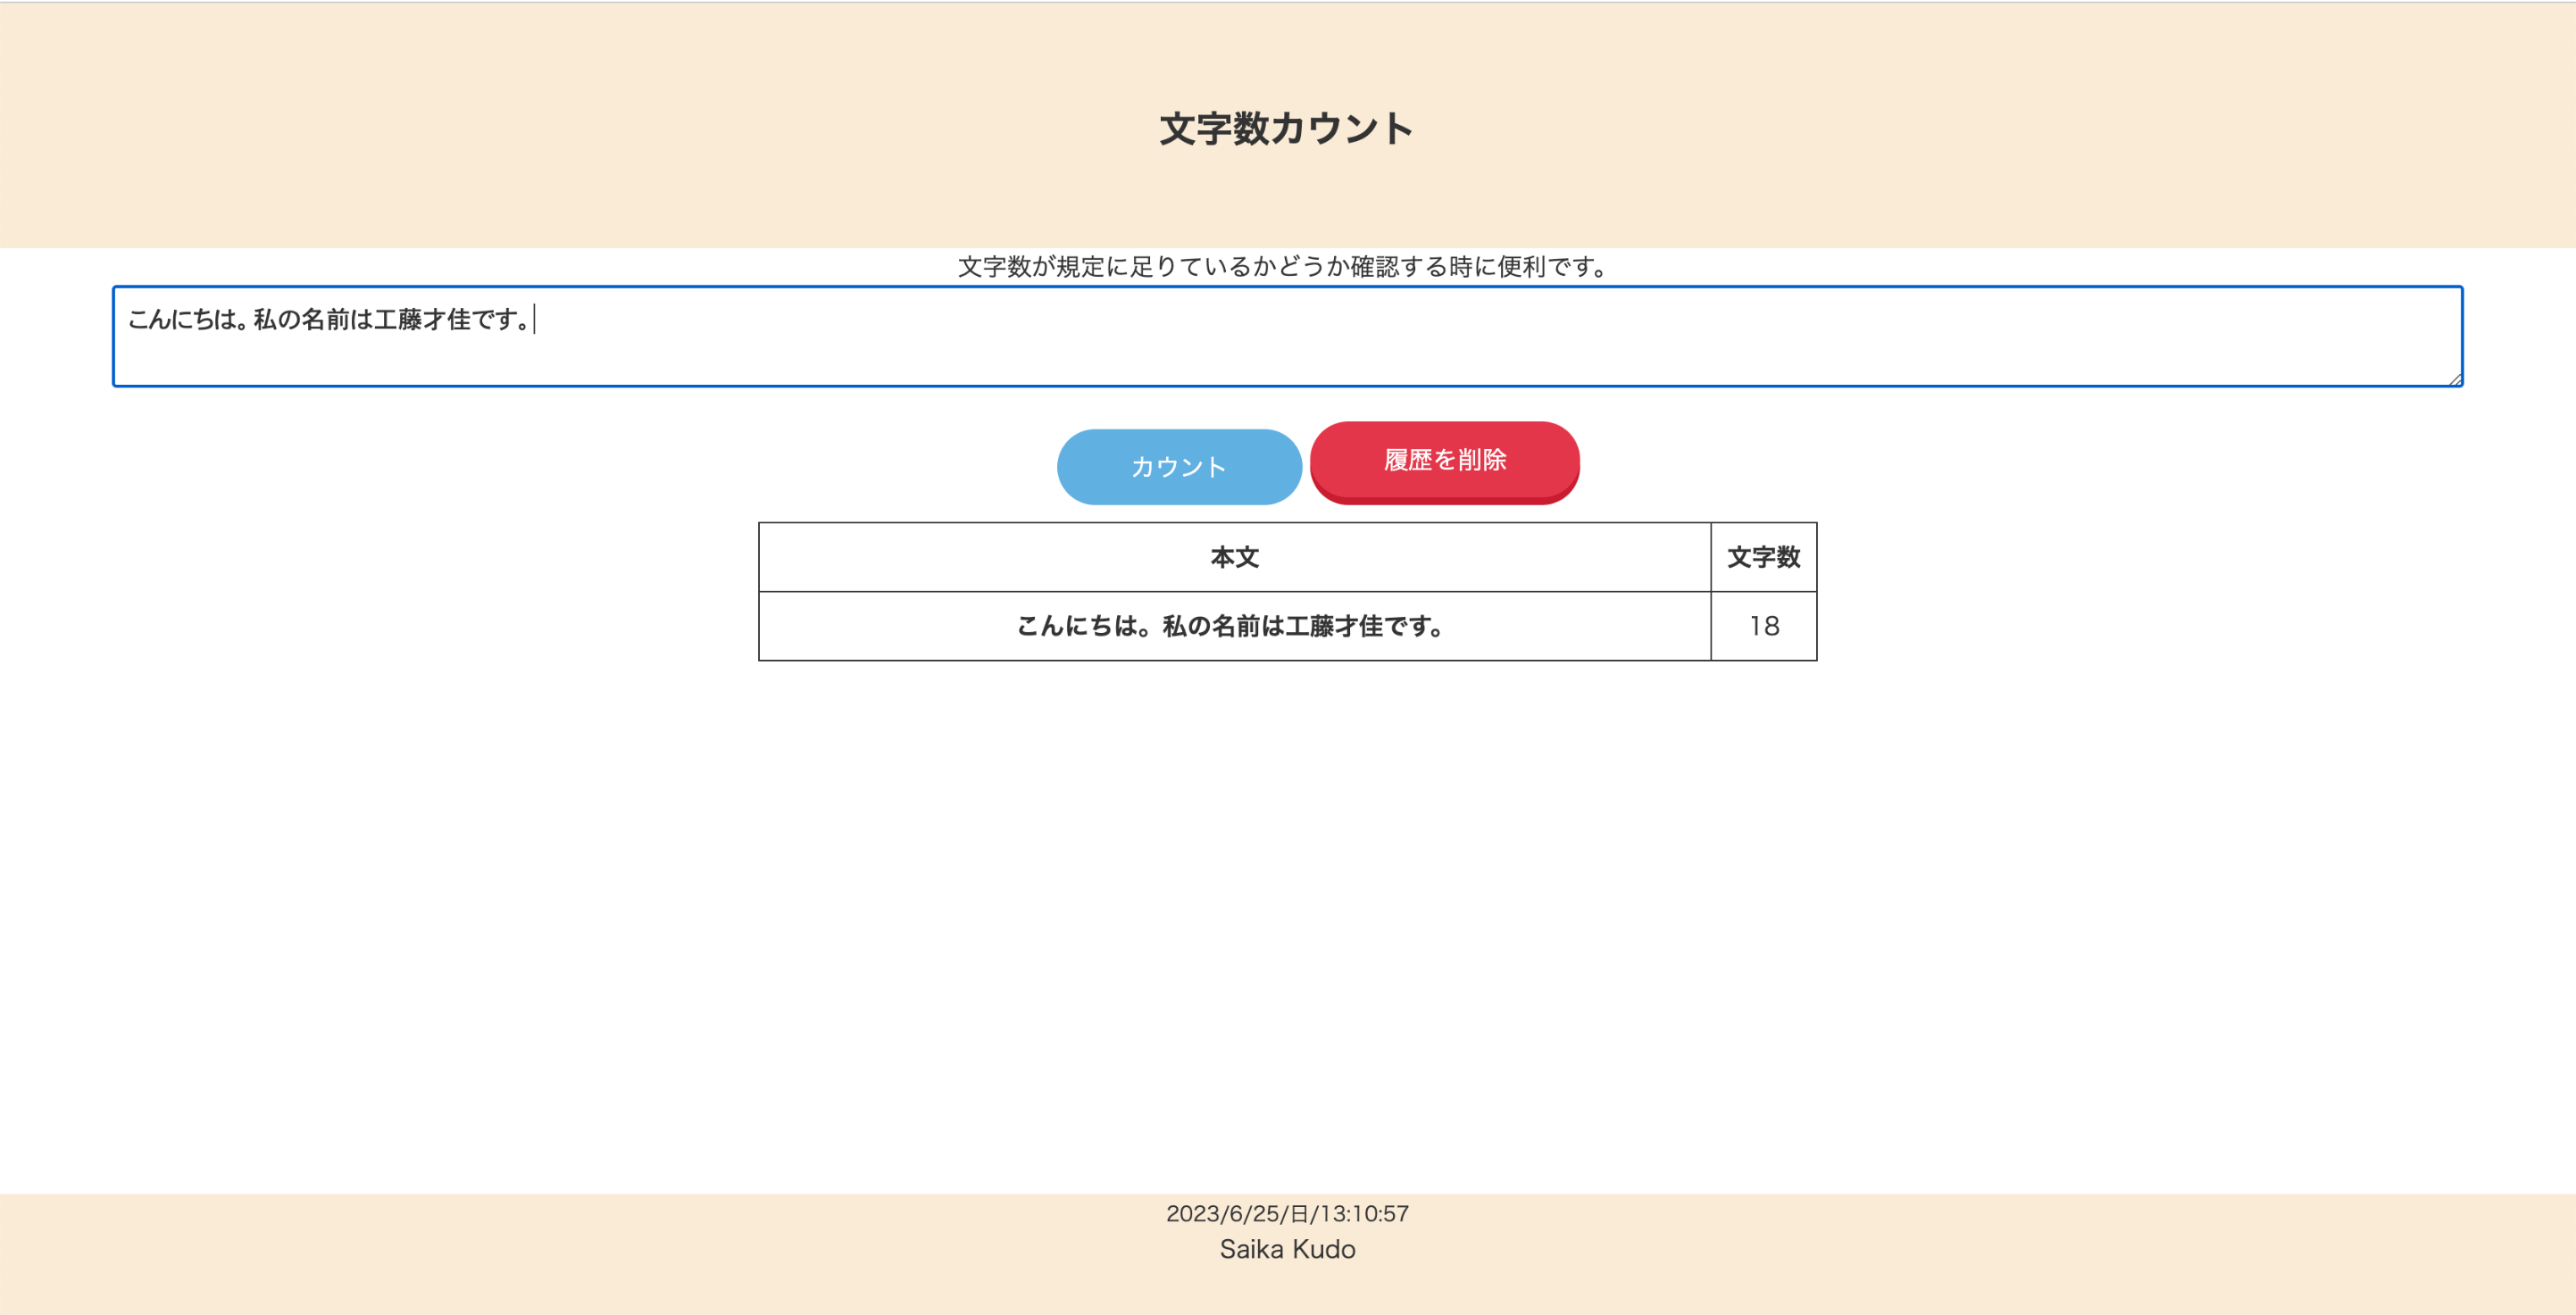 文字数カウント
文字数が規定に足りているかどうか確認する時に便利です。
こんにちは。私の名前は工藤才佳です。
カウント 履歴を削除
本文 文字数
こんにちは。私の名前は工藤才佳です。 18
2023/6/25/日/13:10:57
Saika Kudo